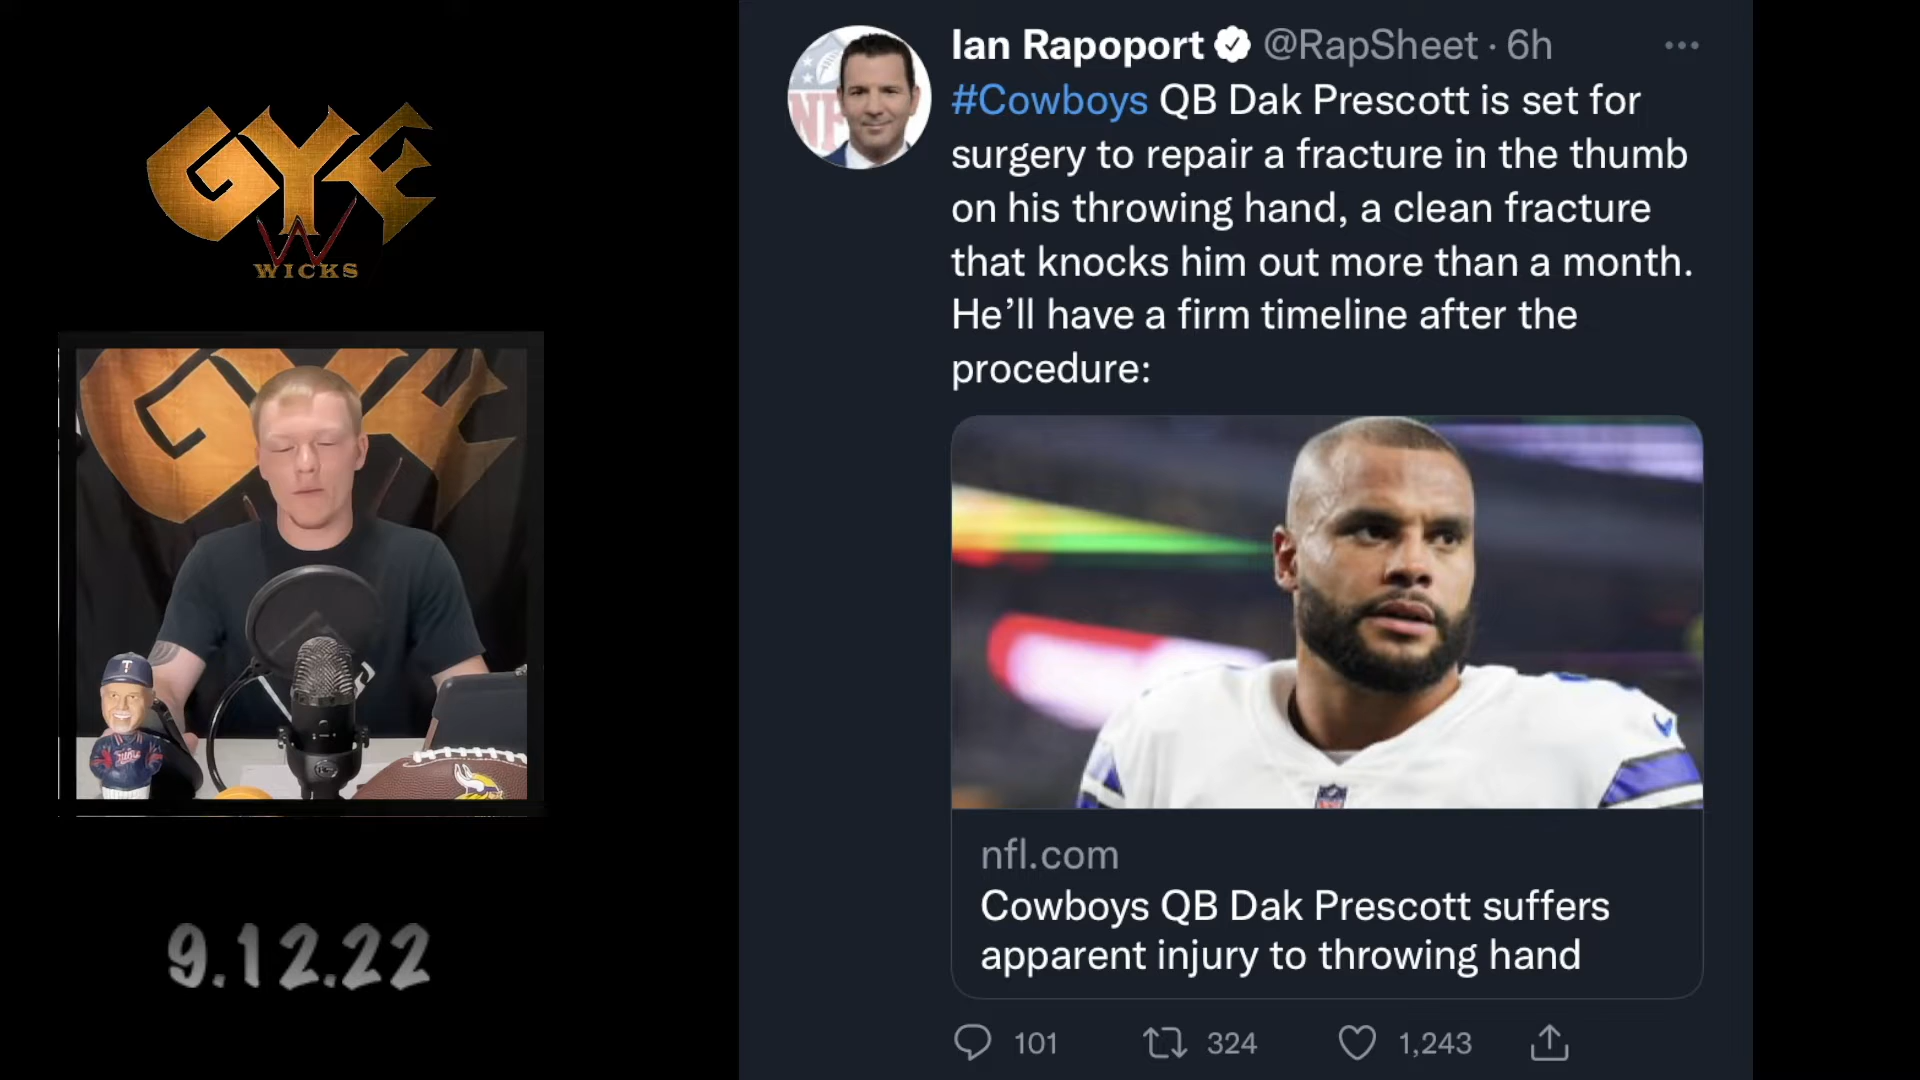 GYE
W
WICKS
9.12.22
Ian Rapoport @RapSheet · 6h
#Cowboys QB Dak Prescott is set for
surgery to repair a fracture in the thumb
on his throwing hand, a clean fracture
that knocks him out more than a month.
He’ll have a firm timeline after the
procedure:
nfl.com
Cowboys QB Dak Prescott suffers
apparent injury to throwing hand
101 324 1,243